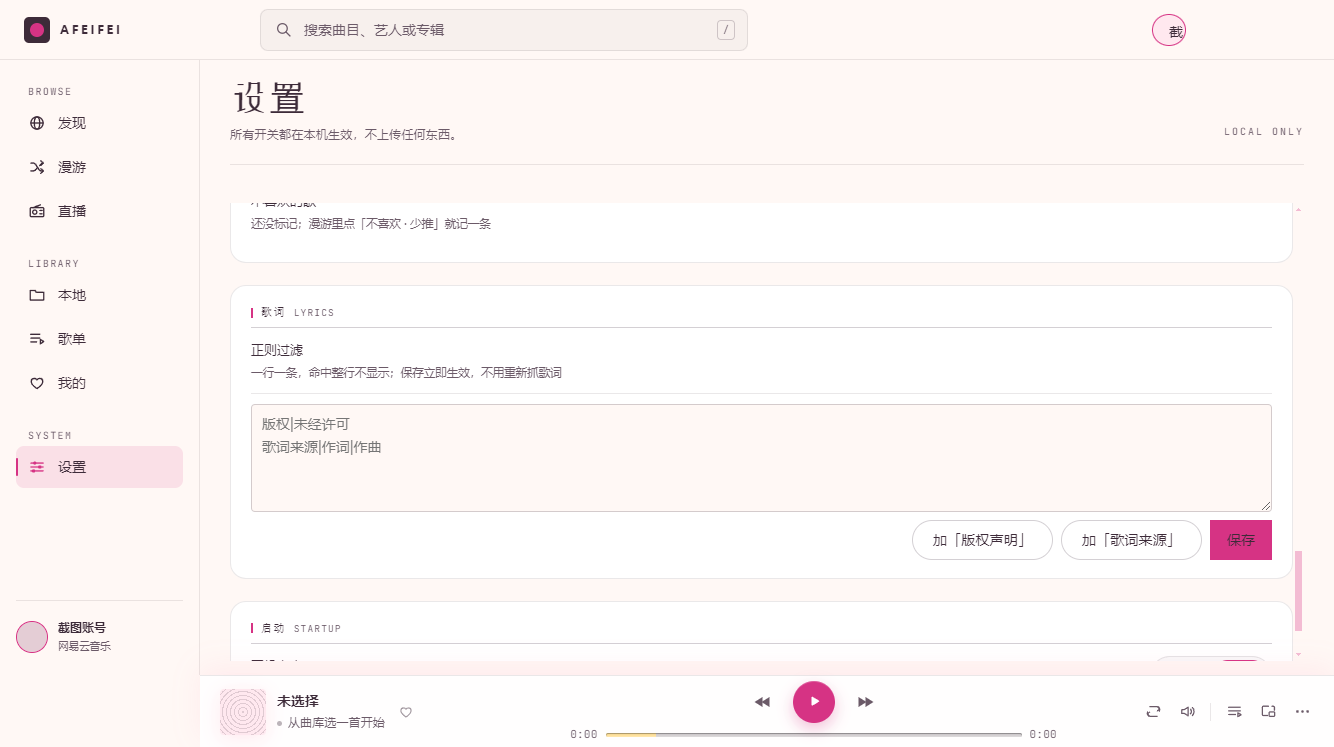 AFEIFEI
搜索曲目、艺人或专辑
/
截
BROWSE
发现
漫游
直播
LIBRARY
本地
歌单
我的
SYSTEM
设置
截图账号
网易云音乐
设置
所有开关都在本机生效，不上传任何东西。
LOCAL ONLY
还没标记；漫游里点「不喜欢 · 少推」就记一条
歌词 LYRICS
正则过滤
一行一条，命中整行不显示；保存立即生效，不用重新抓歌词
版权|未经许可
歌词来源|作词|作曲
加「版权声明」
加「歌词来源」
保存
启动 STARTUP
未选择
从曲库选一首开始
0:00
0:00